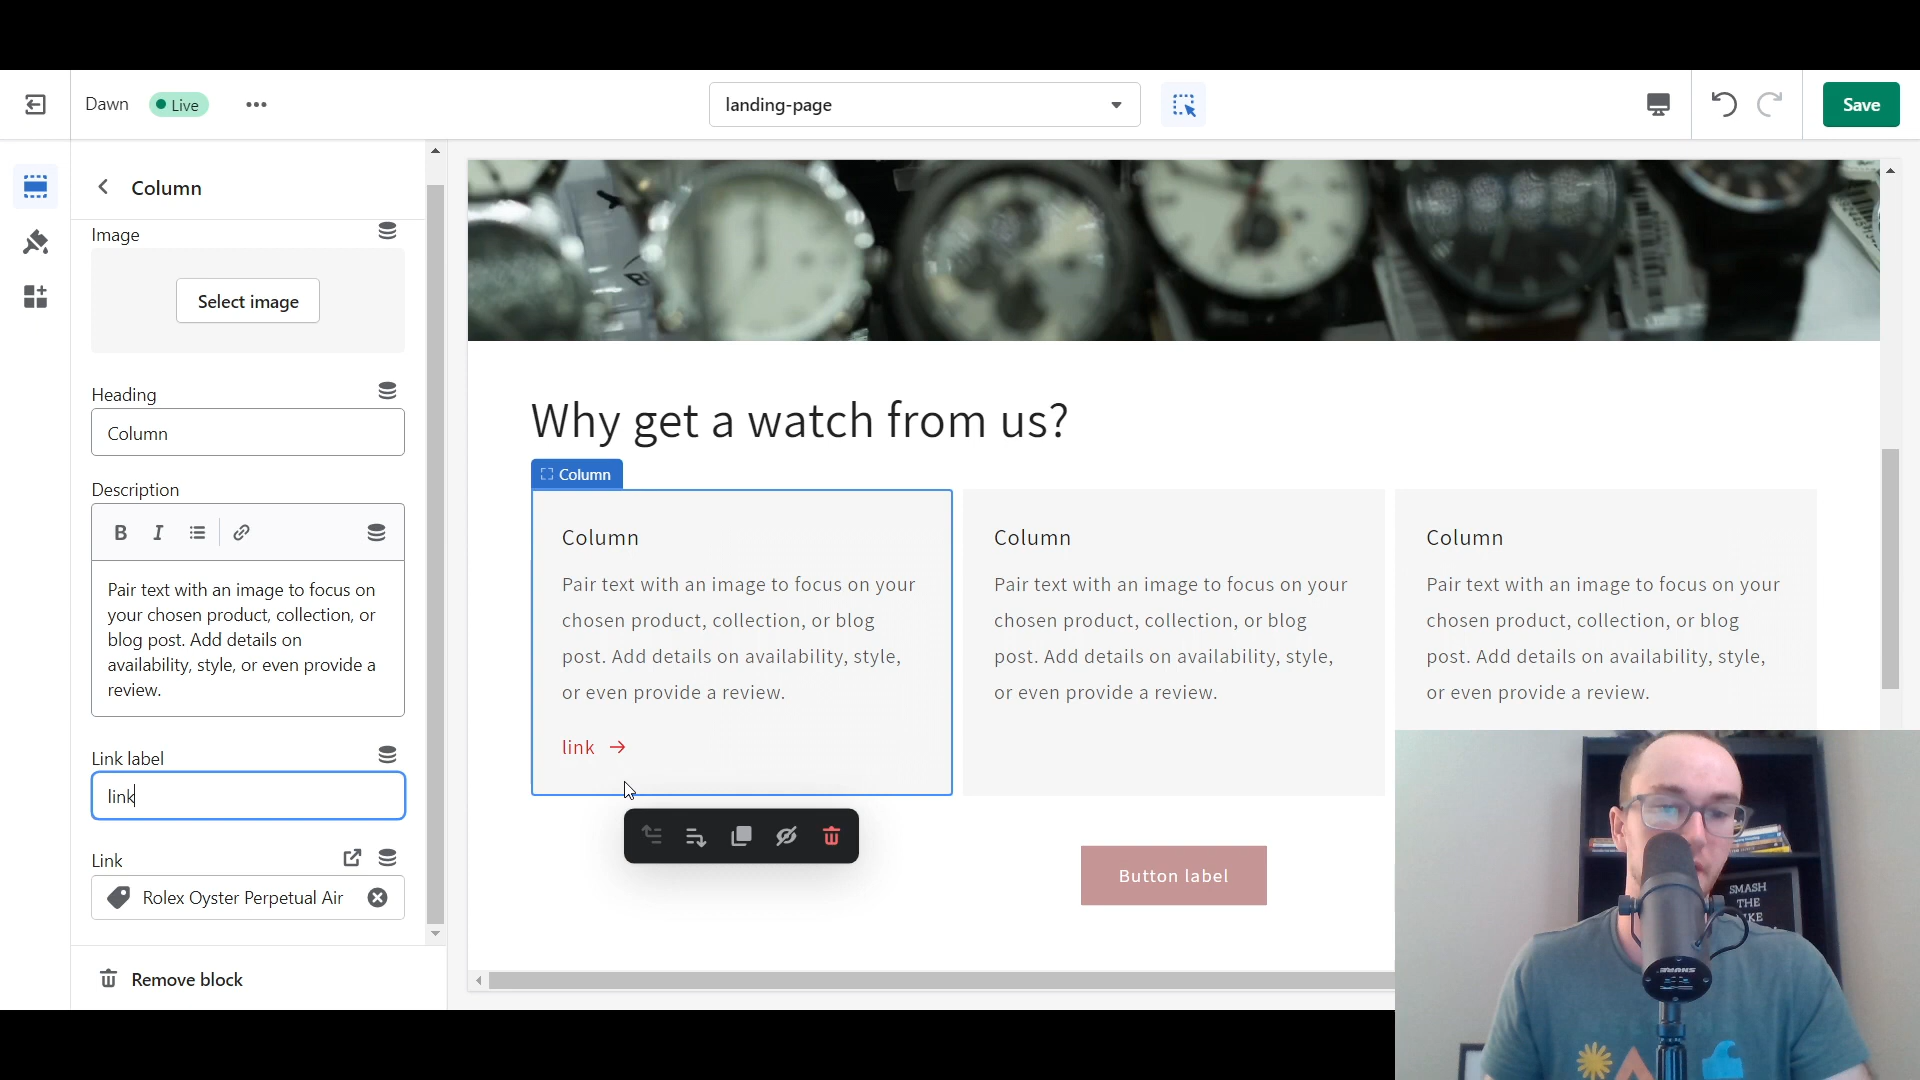 Dawn
Live
landing-page
Save
Column
Image
Select image
Heading
Column
Description
Pair text with an image to focus on
your chosen product, collection, or
blog post. Add details on
availability, style, or even provide a
review.
Link label
link
Link
Rolex Oyster Perpetual Air
Remove block
Why get a watch from us?
Column
Column
Pair text with an image to focus on your
chosen product, collection, or blog
post. Add details on availability, style,
or even provide a review.
link
Column
Pair text with an image to focus on your
chosen product, collection, or blog
post. Add details on availability, style,
or even provide a review.
Column
Pair text with an image to focus on your
chosen product, collection, or blog
post. Add details on availability, style,
or even provide a review.
Button label
SMASH
THE
SHURE